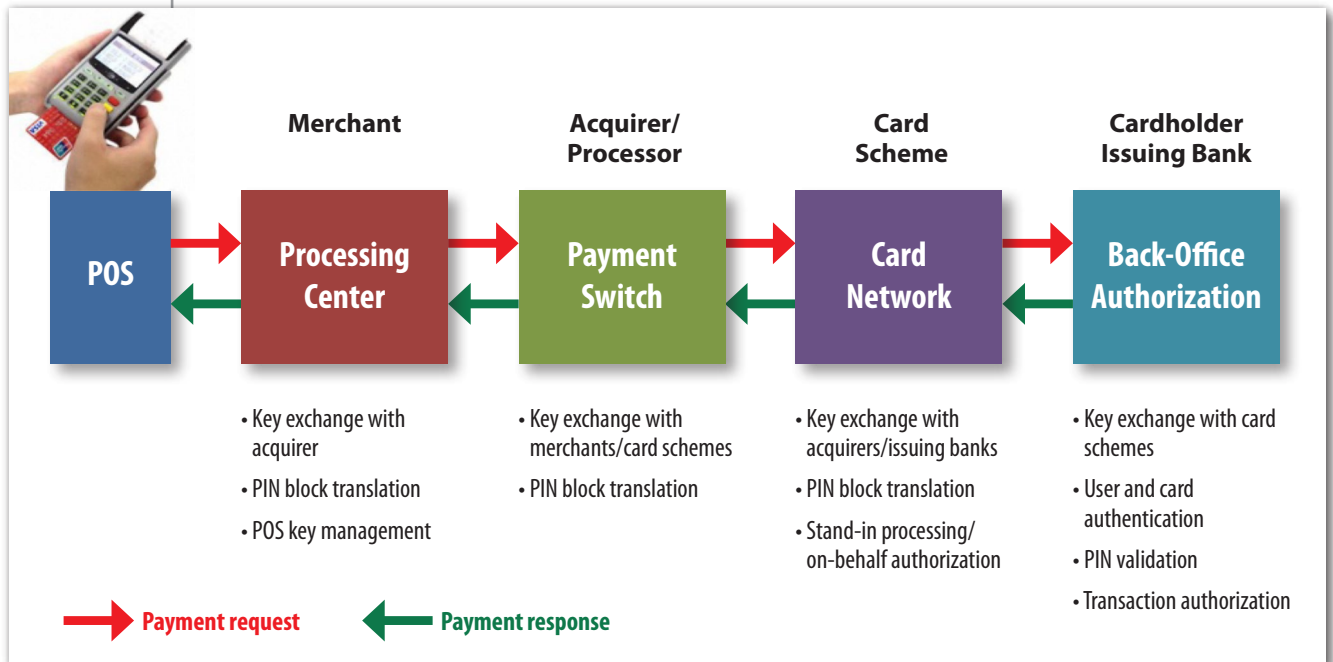 Merchant
Acquirer/
Processor
Card
Scheme
Cardholder
Issuing Bank
POS
Processing
Center
Payment
Switch
Card
Network
Back-Office
Authorization
• Key exchange with
acquirer
• PIN block translation
• POS key management
• Key exchange with
merchants/card schemes
• PIN block translation
• Key exchange with
acquirers/issuing banks
• PIN block translation
• Stand-in processing/
on-behalf authorization
• Key exchange with card
schemes
• User and card
authentication
• PIN validation
• Transaction authorization
Payment request
Payment response
VISA